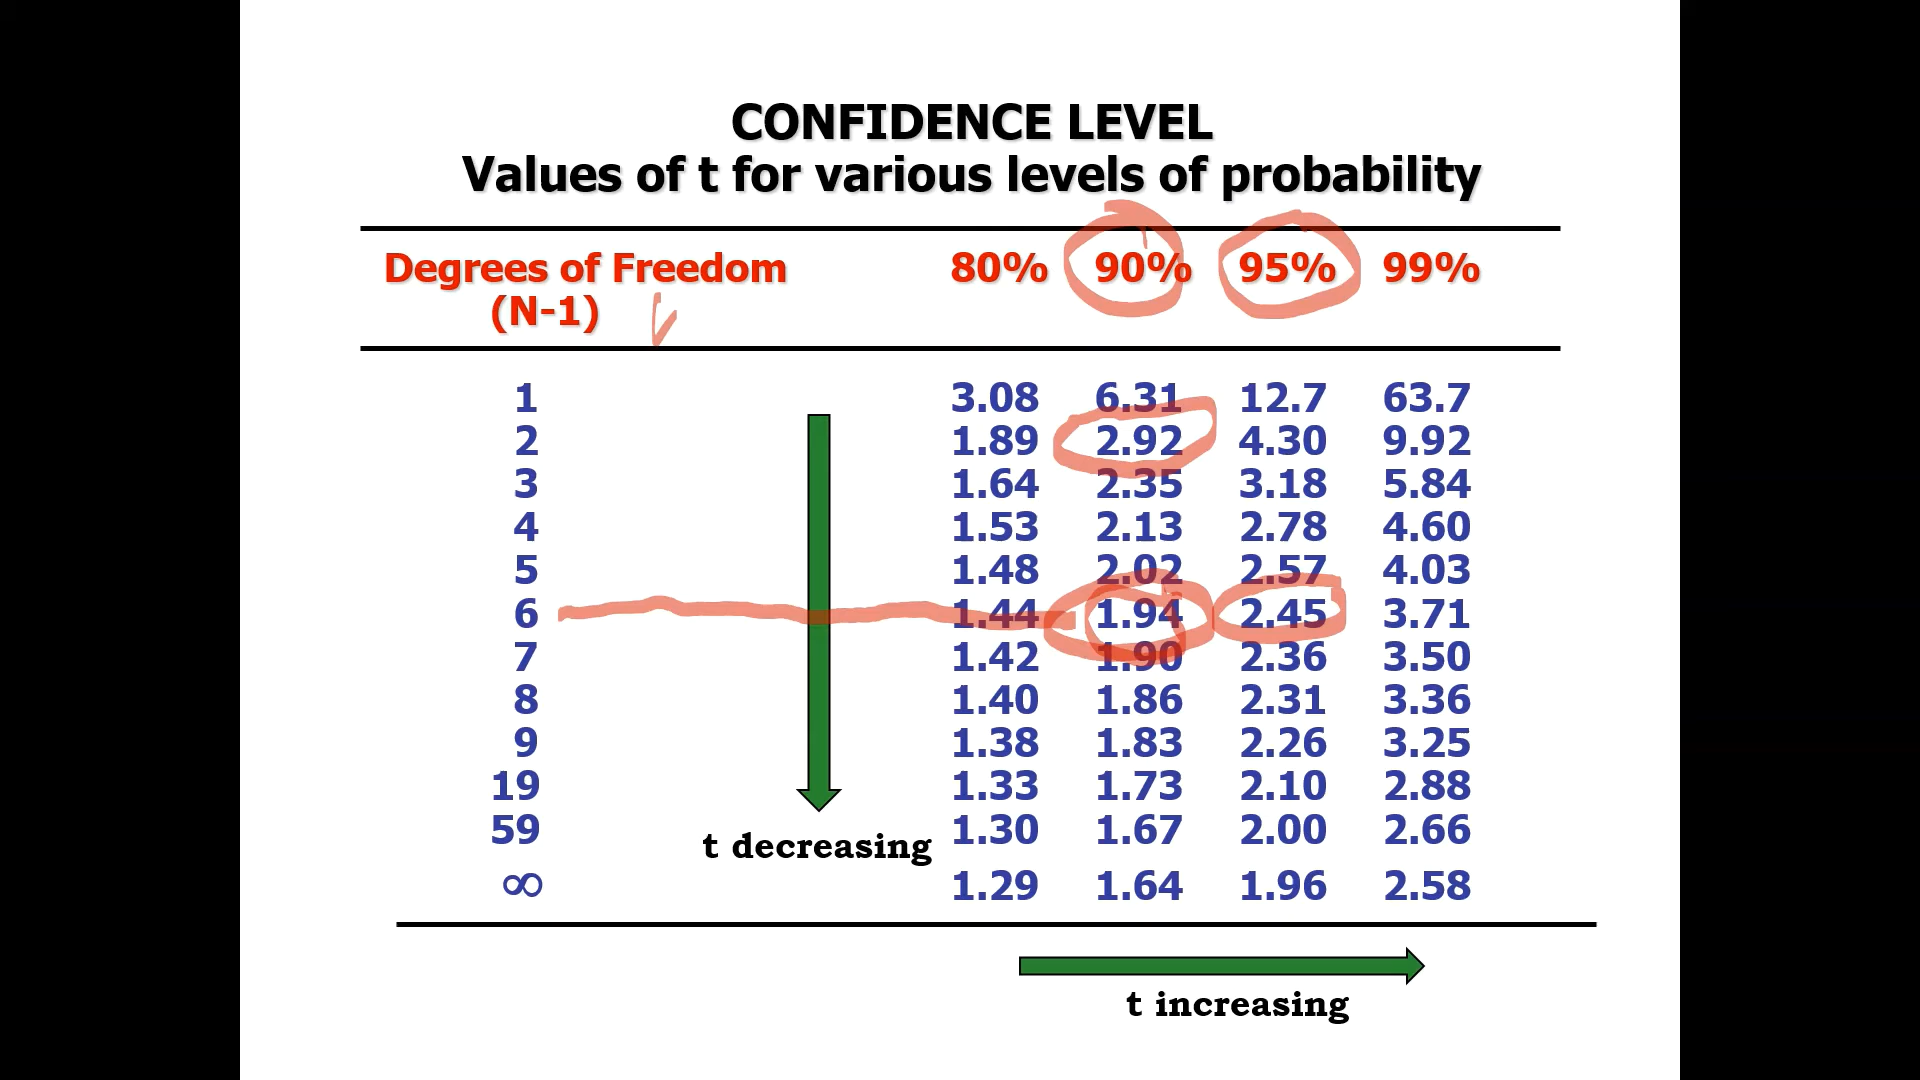 CONFIDENCE LEVEL
Values of t for various levels of probability
Degrees of Freedom 80% 90% 95% 99%
(N-1)
1 3.08 6.31 12.7 63.7
2 1.89 2.92 4.30 9.92
3 1.64 2.35 3.18 5.84
4 1.53 2.13 2.78 4.60
5 1.48 2.02 2.57 4.03
6 1.44 1.94 2.45 3.71
7 1.42 1.90 2.36 3.50
8 1.40 1.86 2.31 3.36
9 1.38 1.83 2.26 3.25
19 1.33 1.73 2.10 2.88
59 1.30 1.67 2.00 2.66
t decreasing
∞ 1.29 1.64 1.96 2.58
t increasing